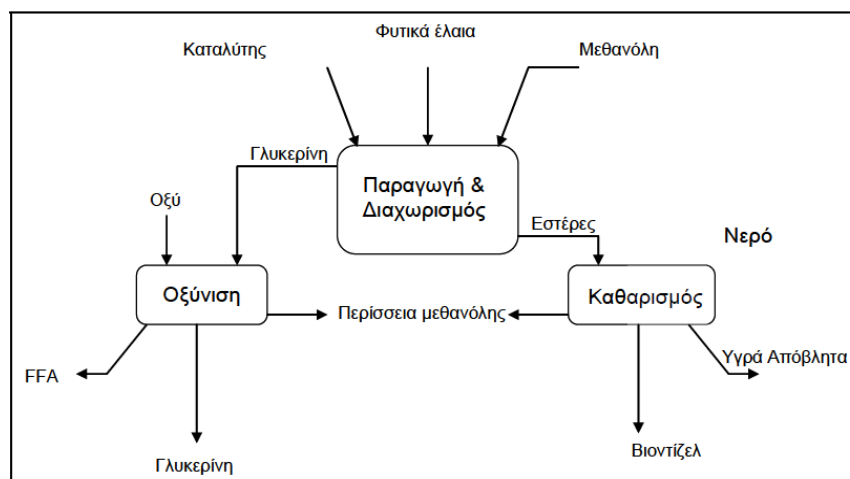 Φυτικά έλαια
Καταλύτης
Μεθανόλη
Γλυκερίνη
Παραγωγή &
Διαχωρισμός
Οξύ
Εστέρες
Νερό
Οξύνιση
Καθαρισμός
Περίσσεια μεθανόλης
Υγρά Απόβλητα
FFA
Βιοντίζελ
Γλυκερίνη